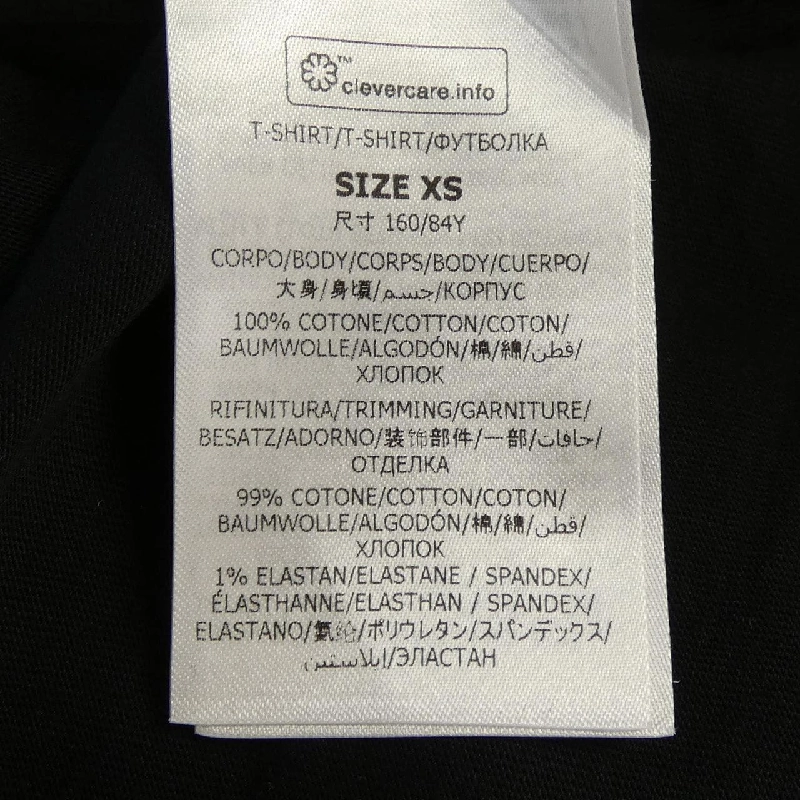 ™
clevercare.info
T-SHIRT/T-SHIRT/ФУТБОЛКА
SIZE XS
尺寸 160/84Y
CORPO/BODY/CORPS/BODY/CUERPO/
大身/身頃/جسم/КОРПУС
100% COTONE/COTTON/COTON/
BAUMWOLLE/ALGODÓN/棉/綿/قطن/
ХЛОПОК
RIFINITURA/TRIMMING/GARNITURE/
BESATZ/ADORNO/装饰部件/一部/حافات/
ОТДЕЛКА
99% COTONE/COTTON/COTON/
BAUMWOLLE/ALGODÓN/棉/綿/قطن/
ХЛОПОК
1% ELASTAN/ELASTANE / SPANDEX/
ÉLASTHANNE/ELASTHAN / SPANDEX/
ELASTANO/氨纶/ポリウレタン/スパンデックス/
إيلاستين/ЭЛАСТАН